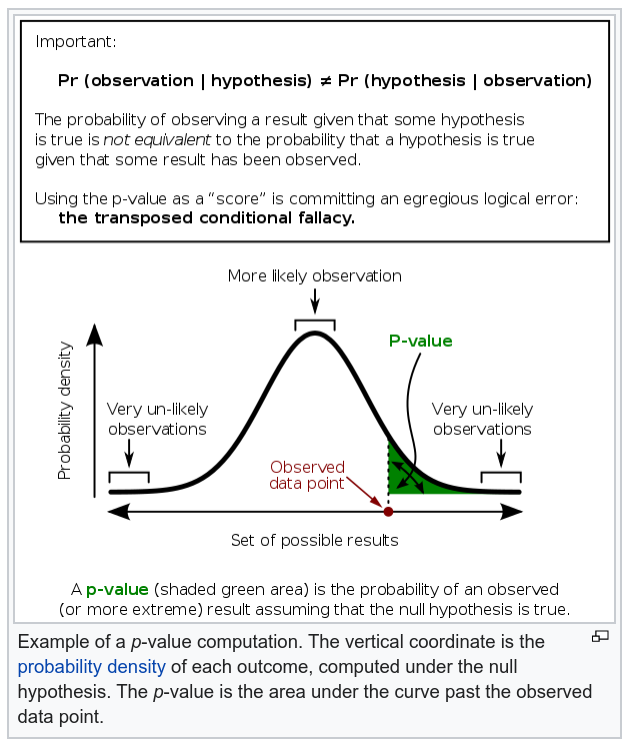 Important:
Pr (observation | hypothesis) ≠ Pr (hypothesis | observation)
The probability of observing a result given that some hypothesis
is true is not equivalent to the probability that a hypothesis is true
given that some result has been observed.
Using the p-value as a “score” is committing an egregious logical error:
the transposed conditional fallacy.
More likely observation
P-value
Probability density
Very un-likely
observations
Very un-likely
observations
Observed
data point
Set of possible results
A p-value (shaded green area) is the probability of an observed
(or more extreme) result assuming that the null hypothesis is true.
Example of a p-value computation. The vertical coordinate is the
probability density of each outcome, computed under the null
hypothesis. The p-value is the area under the curve past the observed
data point.